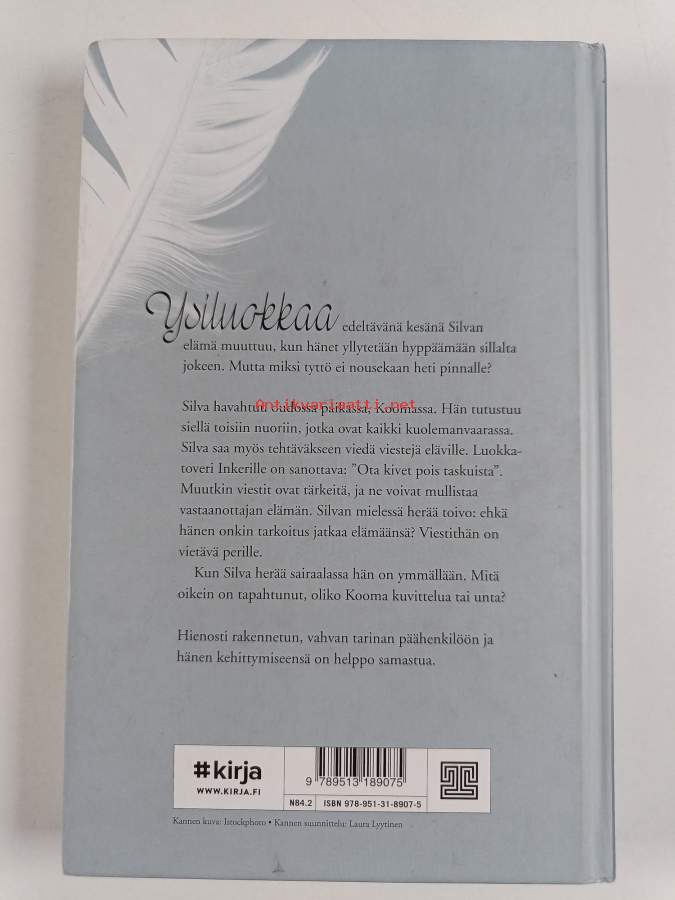 Ysiluokkaa edeltävänä kesänä Silvan
elämä muuttuu, kun hänet yllytetään hyppäämään sillalta
jokeen. Mutta miksi tyttö ei nousekaan heti pinnalle?
Antikvariaatti.net
Silva havahtuu oudossa paikassa, Koomassa. Hän tutustuu
siellä toisiin nuoriin, jotka ovat kaikki kuolemanvaarassa.
Silva saa myös tehtäväkseen viedä viestejä eläville. Luokka-
toveri Inkerille on sanottava: ”Ota kivet pois taskuista”.
Muutkin viestit ovat tärkeitä, ja ne voivat mullistaa
vastaanottajan elämän. Silvan mielessä herää toivo: ehkä
hänen onkin tarkoitus jatkaa elämäänsä? Viestithän on
vietävä perille.
Kun Silva herää sairaalassa hän on ymmällään. Mitä
oikein on tapahtunut, oliko Kooma kuvittelua tai unta?
Hienosti rakennetun, vahvan tarinan päähenkilöön ja
hänen kehittymiseensä on helppo samastua.
#kirja
WWW.KIRJA.FI
9 789513 189075
N84.2
ISBN 978-951-31-8907-5
Kannen kuva: Istockphoto • Kannen suunnittelu: Laura Lyytinen